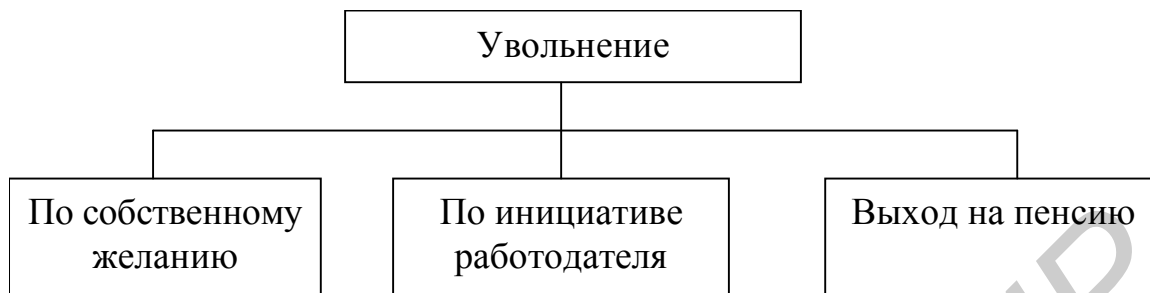 Увольнение
По собственному
желанию
По инициативе
работодателя
Выход на пенсию